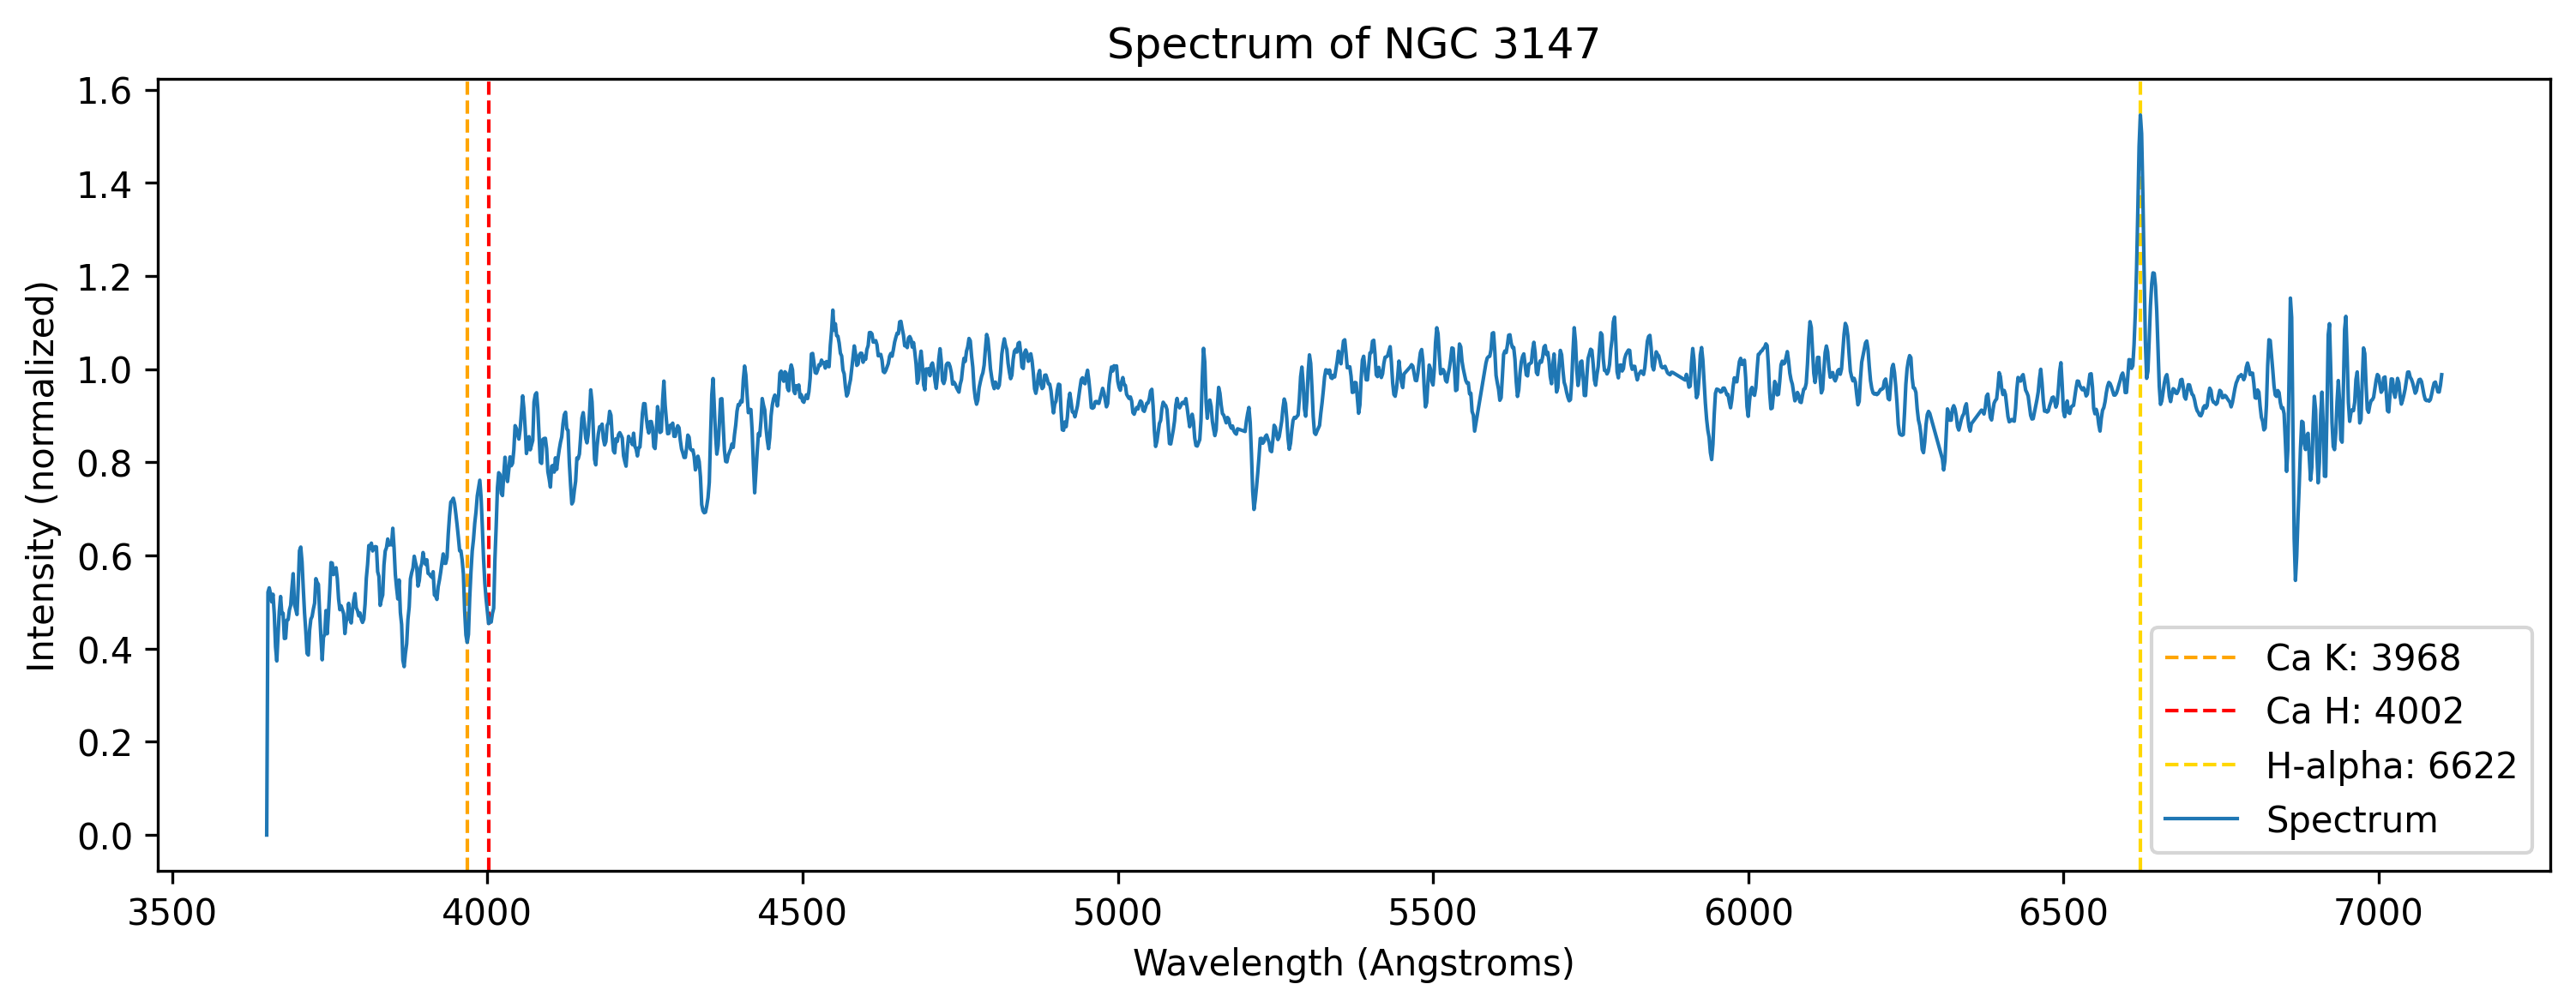 Spectrum of NGC 3147
Intensity (normalized)
1.6
1.4
1.2
1.0
0.8
0.6
0.4
0.2
0.0
Ca K: 3968
Ca H: 4002
H-alpha: 6622
Spectrum
3500 4000 4500 5000 5500 6000 6500 7000
Wavelength (Angstroms)